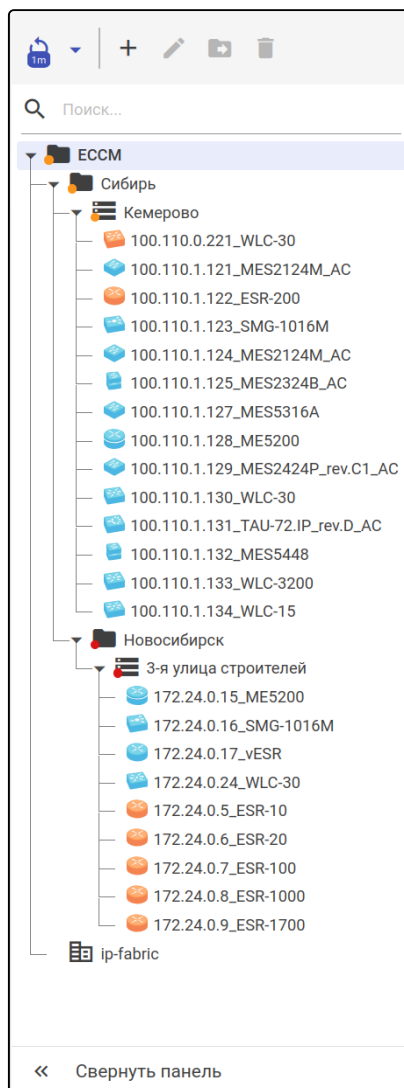 1m
Поиск...
ECCM
Сибирь
Кемерово
100.110.0.221_WLC-30
100.110.1.121_MES2124M_AC
100.110.1.122_ESR-200
100.110.1.123_SMG-1016M
100.110.1.124_MES2124M_AC
100.110.1.125_MES2324B_AC
100.110.1.127_MES5316A
100.110.1.128_ME5200
100.110.1.129_MES2424P_rev.C1_AC
100.110.1.130_WLC-30
100.110.1.131_TAU-72.IP_rev.D_AC
100.110.1.132_MES5448
100.110.1.133_WLC-3200
100.110.1.134_WLC-15
Новосибирск
3-я улица строителей
172.24.0.15_ME5200
172.24.0.16_SMG-1016M
172.24.0.17_vESR
172.24.0.24_WLC-30
172.24.0.5_ESR-10
172.24.0.6_ESR-20
172.24.0.7_ESR-100
172.24.0.8_ESR-1000
172.24.0.9_ESR-1700
ip-fabric
Свернуть панель